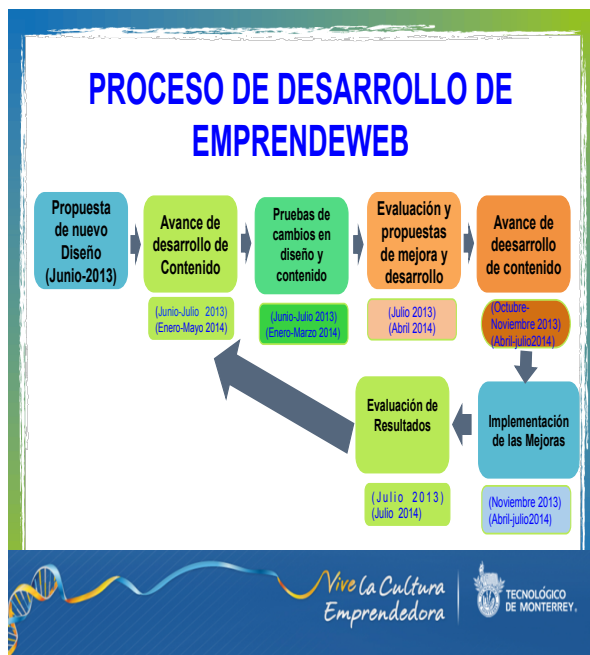 PROCESO DE DESARROLLO DE
EMPRENDEWEB
Propuesta
de nuevo
Diseño
(Junio-2013)
Avance de
desarrollo de
Contenido
(Junio-Julio 2013)
(Enero-Mayo 2014)
Pruebas de
cambios en
diseño y
contenido
(Junio-Julio 2013)
(Enero-Marzo 2014)
Evaluación y
propuestas
de mejora y
desarrollo
(Julio 2013)
(Abril 2014)
Avance de
deesarrollo
de contenido
(Octubre-
Noviembre 2013)
(Abril-julio2014)
Implementación
de las Mejoras
(Noviembre 2013)
(Abril-julio2014)
Evaluación de
Resultados
(Julio 2013)
(Julio 2014)
Vive La Cultura
Emprendedora
TECNOLÓGICO
DE MONTERREY.